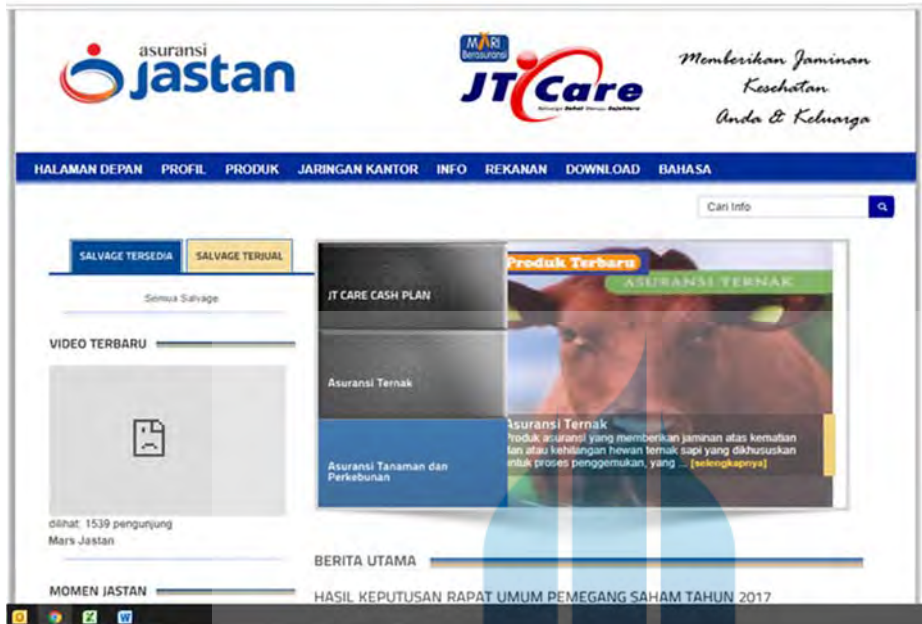 asuransi
jastan
MARI
Berasuransi
JT Care
Keluarga Sehat Menuju Sejahtera
Memberikan Jaminan
Kesehatan
Anda & Keluarga
HALAMAN DEPAN PROFIL PRODUK JARINGAN KANTOR INFO REKANAN DOWNLOAD BAHASA
Cari Info
SALVAGE TERSEDIA SALVAGE TERJUAL
Semua Salvage
VIDEO TERBARU
dilihat: 1539 pengunjung
Mars Jastan
MOMEN JASTAN
JT CARE CASH PLAN
Asuransi Ternak
Asuransi Tanaman dan
Perkebunan
Produk Terbaru
ASURANSI TERNAK
Asuransi Ternak
Produk asuransi yang memberikan jaminan atas kematian
dan atau kehilangan hewan ternak sapi yang dikhususkan
untuk proses penggemukan, yang ... [selengkapnya]
BERITA UTAMA
HASIL KEPUTUSAN RAPAT UMUM PEMEGANG SAHAM TAHUN 2017